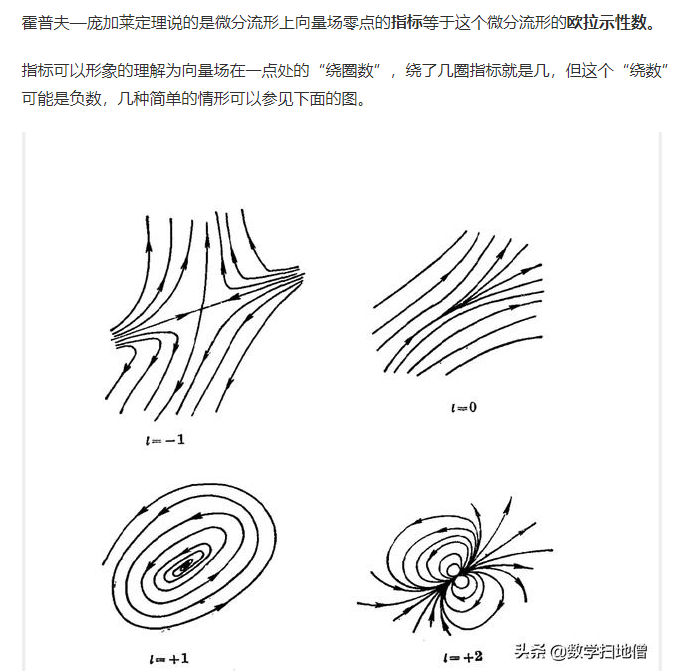 霍普夫—庞加莱定理说的是微分流形上向量场零点的指标等于这个微分流形的欧拉示性数。
指标可以形象的理解为向量场在一点处的“绕圈数”，绕了几圈指标就是几，但这个“绕数”
可能是负数，几种简单的情形可以参见下面的图。
l=-1
l=0
l=+1
l=+2
头条 @数学扫地僧